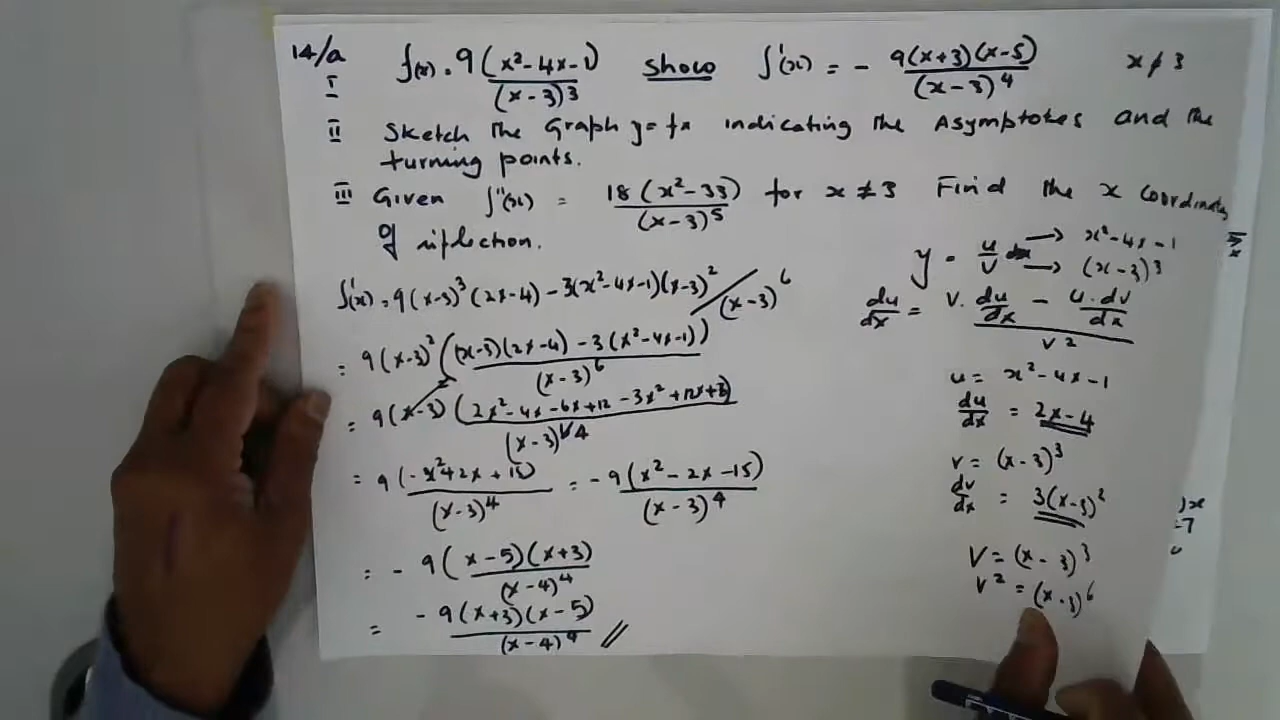 14/a f(x) = 9(x²-4x-1)/(x-3)³ show f'(x) = - 9(x+3)(x-5)/(x-3)⁴ x ≠ 3
I
II Sketch the Graph y=fx indicating the Asymptotes and the
turning points.
III Given f''(x) = 18(x²-33)/(x-3)⁵ for x ≠ 3 Find the x coordinates
of inflection.
y = u/v → x²-4x-1
→ (x-3)³
du/dx = (v. du/dx - u.dv/dx)/v²
u = x²-4x-1
du/dx = 2x-4
v = (x-3)³
dv/dx = 3(x-3)²
V = (x-3)³
V² = (x-3)⁶
f'(x) = 9(x-3)³(2x-4) - 3(x²-4x-1)(x-3)² / (x-3)⁶
= 9(x-3)² ((x-3)(2x-4) - 3(x²-4x-1))/(x-3)⁶
= 9(x-3) (2x²-4x-6x+12-3x²+12x+3)/(x-3)⁶ 4
= 9(-x²+2x+15)/(x-3)⁴ = -9(x²-2x-15)/(x-3)⁴
= - 9(x-5)(x+3)/(x-4)⁴
= -9(x+3)(x-5)/(x-4)⁴ //